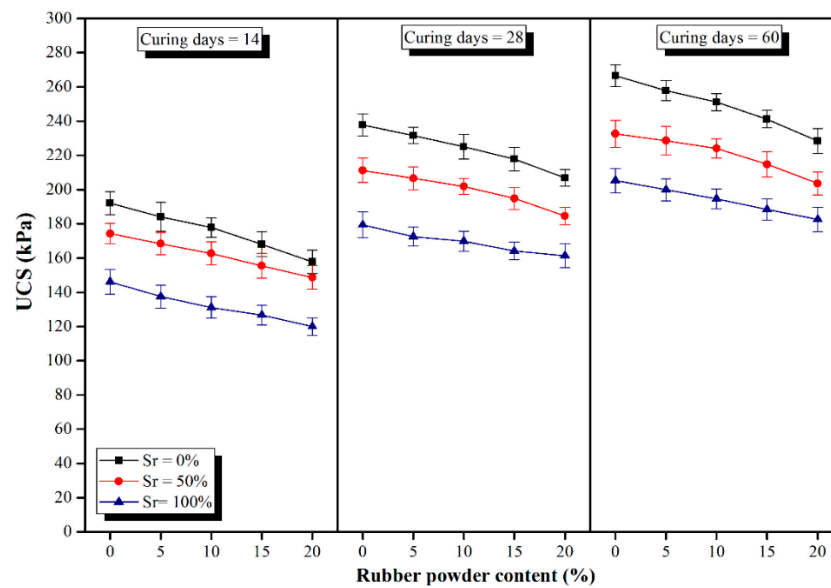 Curing days = 14
Curing days = 28
Curing days = 60
300
280
260
240
220
200
180
160
140
120
100
80
60
40
20
0
UCS (kPa)
Sr = 0%
Sr = 50%
Sr= 100%
0 5 10 15 20 0 5 10 15 20 0 5 10 15 20
Rubber powder content (%)